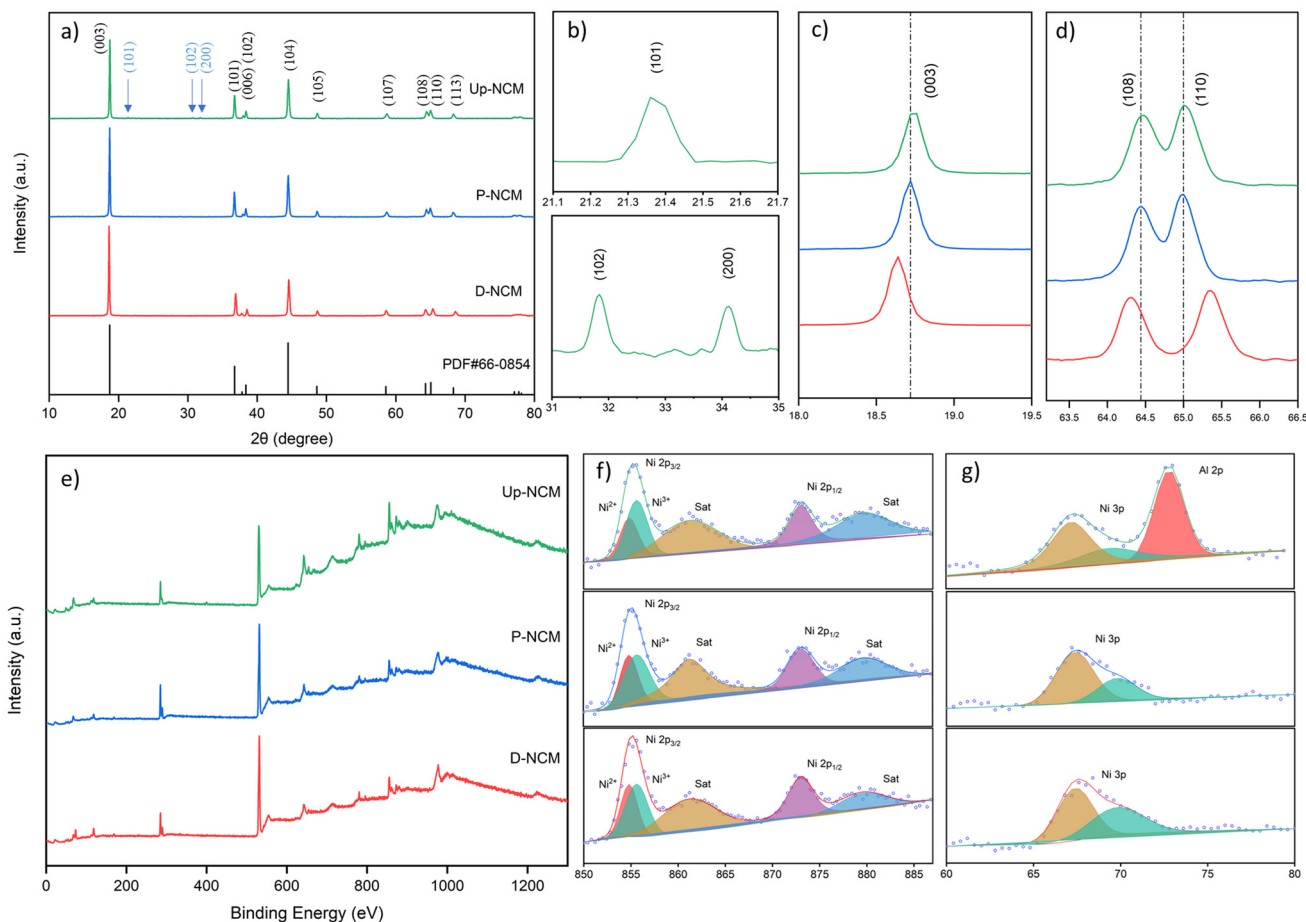 a)
(003)
(101)
(102)
(200)
(101)
(006)
(102)
(104)
(105)
(107)
(108)
(110)
(113)
Up-NCM
P-NCM
D-NCM
PDF#66-0854
Intensity (a.u.)
10 20 30 40 50 60 70 80
2θ (degree)
b)
(101)
21.1 21.2 21.3 21.4 21.5 21.6 21.7
(102)
(200)
31 32 33 34 35
c)
(003)
18.0 18.5 19.0 19.5
d)
(108)
(110)
63.5 64.0 64.5 65.0 65.5 66.0 66.5
e)
Up-NCM
P-NCM
D-NCM
Intensity (a.u.)
0 200 400 600 800 1000 1200
Binding Energy (eV)
f)
Ni 2p3/2
Ni2+
Ni3+
Sat
Ni 2p1/2
Sat
Ni 2p3/2
Ni2+
Ni3+
Sat
Ni 2p1/2
Sat
Ni 2p3/2
Ni2+
Ni3+
Sat
Ni 2p1/2
Sat
850 855 860 865 870 875 880 885
g)
Ni 3p
Al 2p
Ni 3p
Ni 3p
60 65 70 75 80